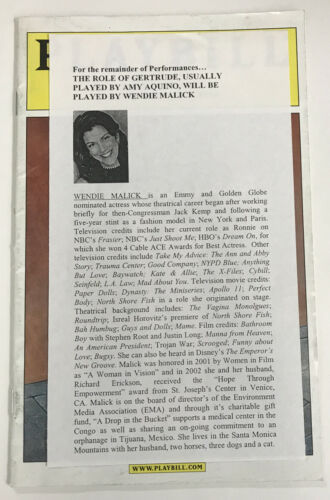 PLAYBILL
For the remainder of Performances...
THE ROLE OF GERTRUDE, USUALLY
PLAYED BY AMY AQUINO, WILL BE
PLAYED BY WENDIE MALICK
WENDIE MALICK is an Emmy and Golden Globe
nominated actress whose theatrical career began after working
briefly for then-Congressman Jack Kemp and following a
five-year stint as a fashion model in New York and Paris.
Television credits include her current role as Ronnie on
NBC's Frasier; NBC's Just Shoot Me; HBO's Dream On, for
which she won 4 Cable ACE Awards for Best Actress. Other
television credits include Take My Advice: The Ann and Abby
Story; Trauma Center; Good Company; NYPD Blue; Anything
But Love; Baywatch; Kate & Allie; The X-Files; Cybill;
Seinfeld; L.A. Law; Mad About You. Television movie credits:
Paper Dolls; Dynasty: The Miniseries; Apollo 11; Perfect
Body; North Shore Fish in a role she originated on stage.
Theatrical background includes: The Vagina Monolgues;
Roundtrip; Isreal Horovitz's premiere of North Shore Fish;
Bah Humbug; Guys and Dolls; Mame. Film credits: Bathroom
Boy with Stephen Root and Justin Long; Manna from Heaven;
An American President; Trojan War; Scrooged; Funny about
Love; Bugsy. She can also be heard in Disney's The Emperor's
New Groove. Malick was honored in 2001 by Women in Film
as "A Woman in Vision" and in 2002 she and her husband,
Richard Erickson, received the "Hope Through
Empowerment" award from St. Joseph's Center in Venice,
CA. Malick is on the board of director's of the Environment
Media Association (EMA) and through it's charitable gift
fund, "A Drop in the Bucket" supports a medical center in the
Congo as well as sharing an on-going commitment to an
orphanage in Tijuana, Mexico. She lives in the Santa Monica
Mountains with her husband, two horses, three dogs and a cat.
WWW.PLAYBILL.COM